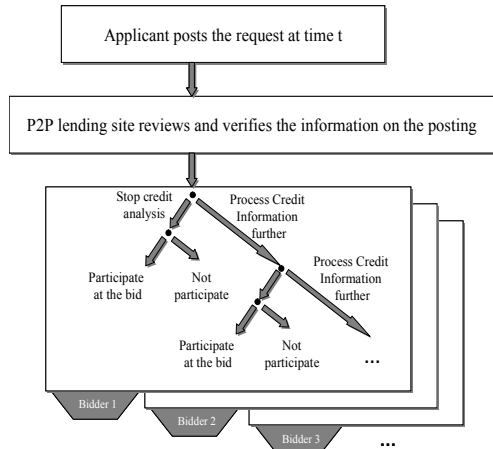 Applicant posts the request at time t
P2P lending site reviews and verifies the information on the posting
Stop credit
analysis
Process Credit
Information
further
Participate
at the bid
Not
participate
Process Credit
Information
further
Participate
at the bid
Not
participate
...
Bidder 1
Bidder 2
Bidder 3
...